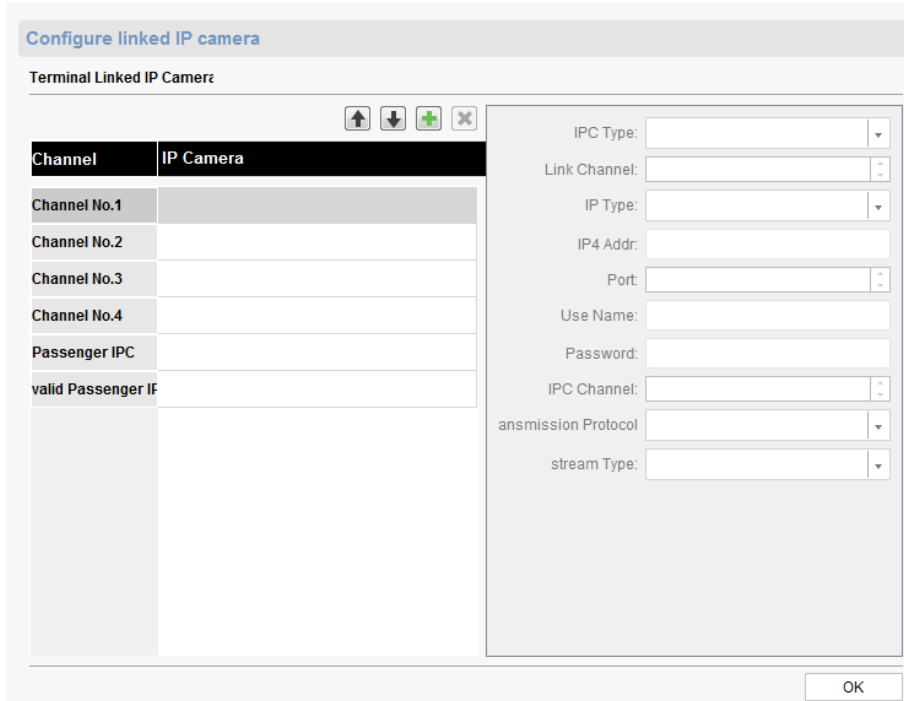 Configure linked IP camera
Terminal Linked IP Camera
Channel IP Camera
Channel No.1
Channel No.2
Channel No.3
Channel No.4
Passenger IPC
valid Passenger IP
IPC Type:
Link Channel:
IP Type:
IP4 Addr:
Port:
Use Name:
Password:
IPC Channel:
ansmission Protocol
stream Type:
OK